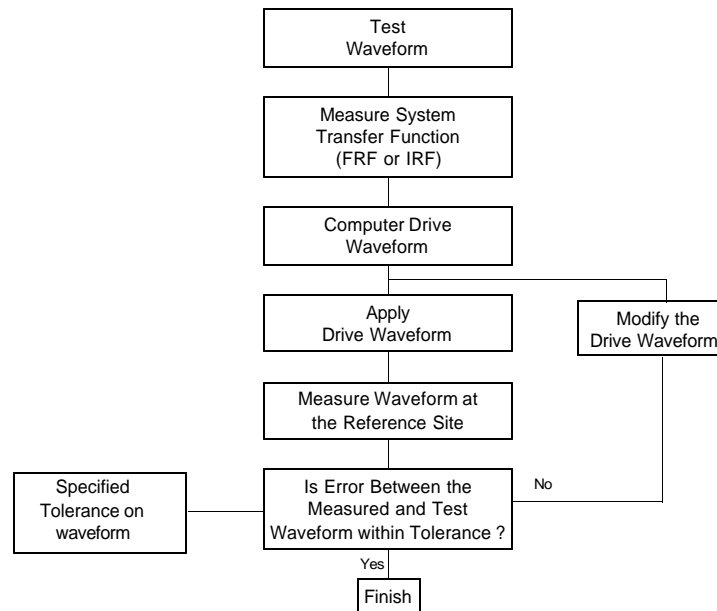 Test
Waveform
Measure System
Transfer Function
(FRF or IRF)
Computer Drive
Waveform
Apply
Drive Waveform
Modify the
Drive Waveform
Measure Waveform at
the Reference Site
Specified
Tolerance on
waveform
Is Error Between the
Measured and Test
Waveform within Tolerance ?
No
Yes
Finish